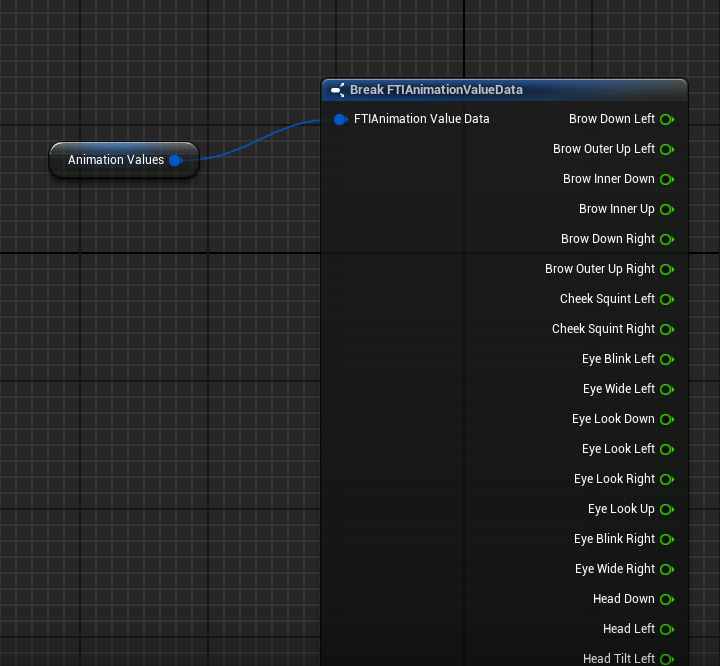 Break FTIAnimationValueData
FTIAnimation Value Data
Brow Down Left
Brow Outer Up Left
Animation Values
Brow Inner Down
Brow Inner Up
Brow Down Right
Brow Outer Up Right
Cheek Squint Left
Cheek Squint Right
Eye Blink Left
Eye Wide Left
Eye Look Down
Eye Look Left
Eye Look Right
Eye Look Up
Eye Blink Right
Eye Wide Right
Head Down
Head Left
Head Tilt Left